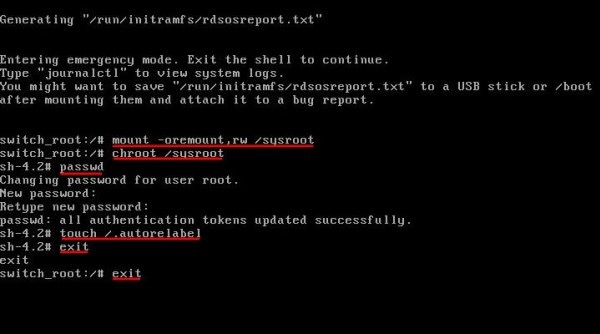 Generating "/run/initramfs/rdsosreport.txt"
Entering emergency mode. Exit the shell to continue.
Type "journalctl" to view system logs.
You might want to save "/run/initramfs/rdsosreport.txt" to a USB stick or /boot
after mounting them and attach it to a bug report.
switch_root:/# mount -oremount,rw /sysroot
switch_root:/# chroot /sysroot
sh-4.2# passwd
Changing password for user root.
New password:
Retype new password:
passwd: all authentication tokens updated successfully.
sh-4.2# touch /.autorelabel
sh-4.2# exit
exit
switch_root:/# exit